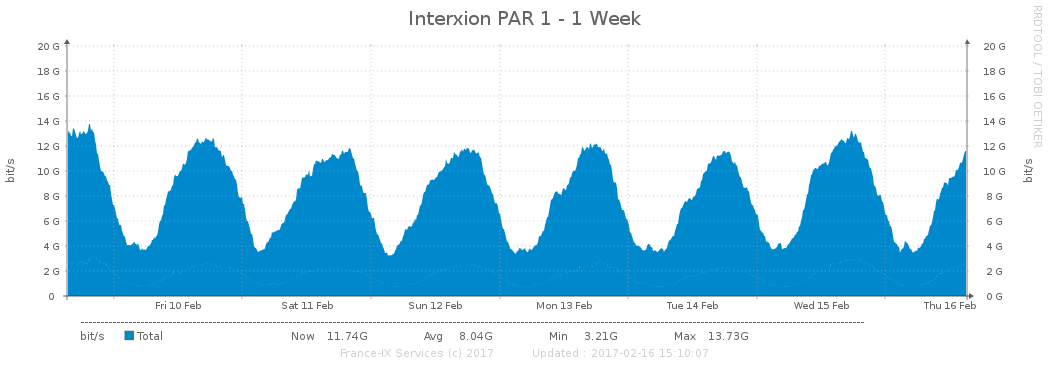 Interxion PAR 1 - 1 Week
RRDTOOL / TOBI OETIKER
20 G 20 G
18 G 18 G
16 G 16 G
14 G 14 G
12 G 12 G
10 G 10 G
8 G 8 G
6 G 6 G
4 G 4 G
2 G 2 G
0 0 G
bit/s
bit/s
Fri 10 Feb Sat 11 Feb Sun 12 Feb Mon 13 Feb Tue 14 Feb Wed 15 Feb Thu 16 Feb
bit/s Total Now 11.74G Avg 8.04G Min 3.21G Max 13.73G
France-IX Services (c) 2017 Updated : 2017-02-16 15:10:07